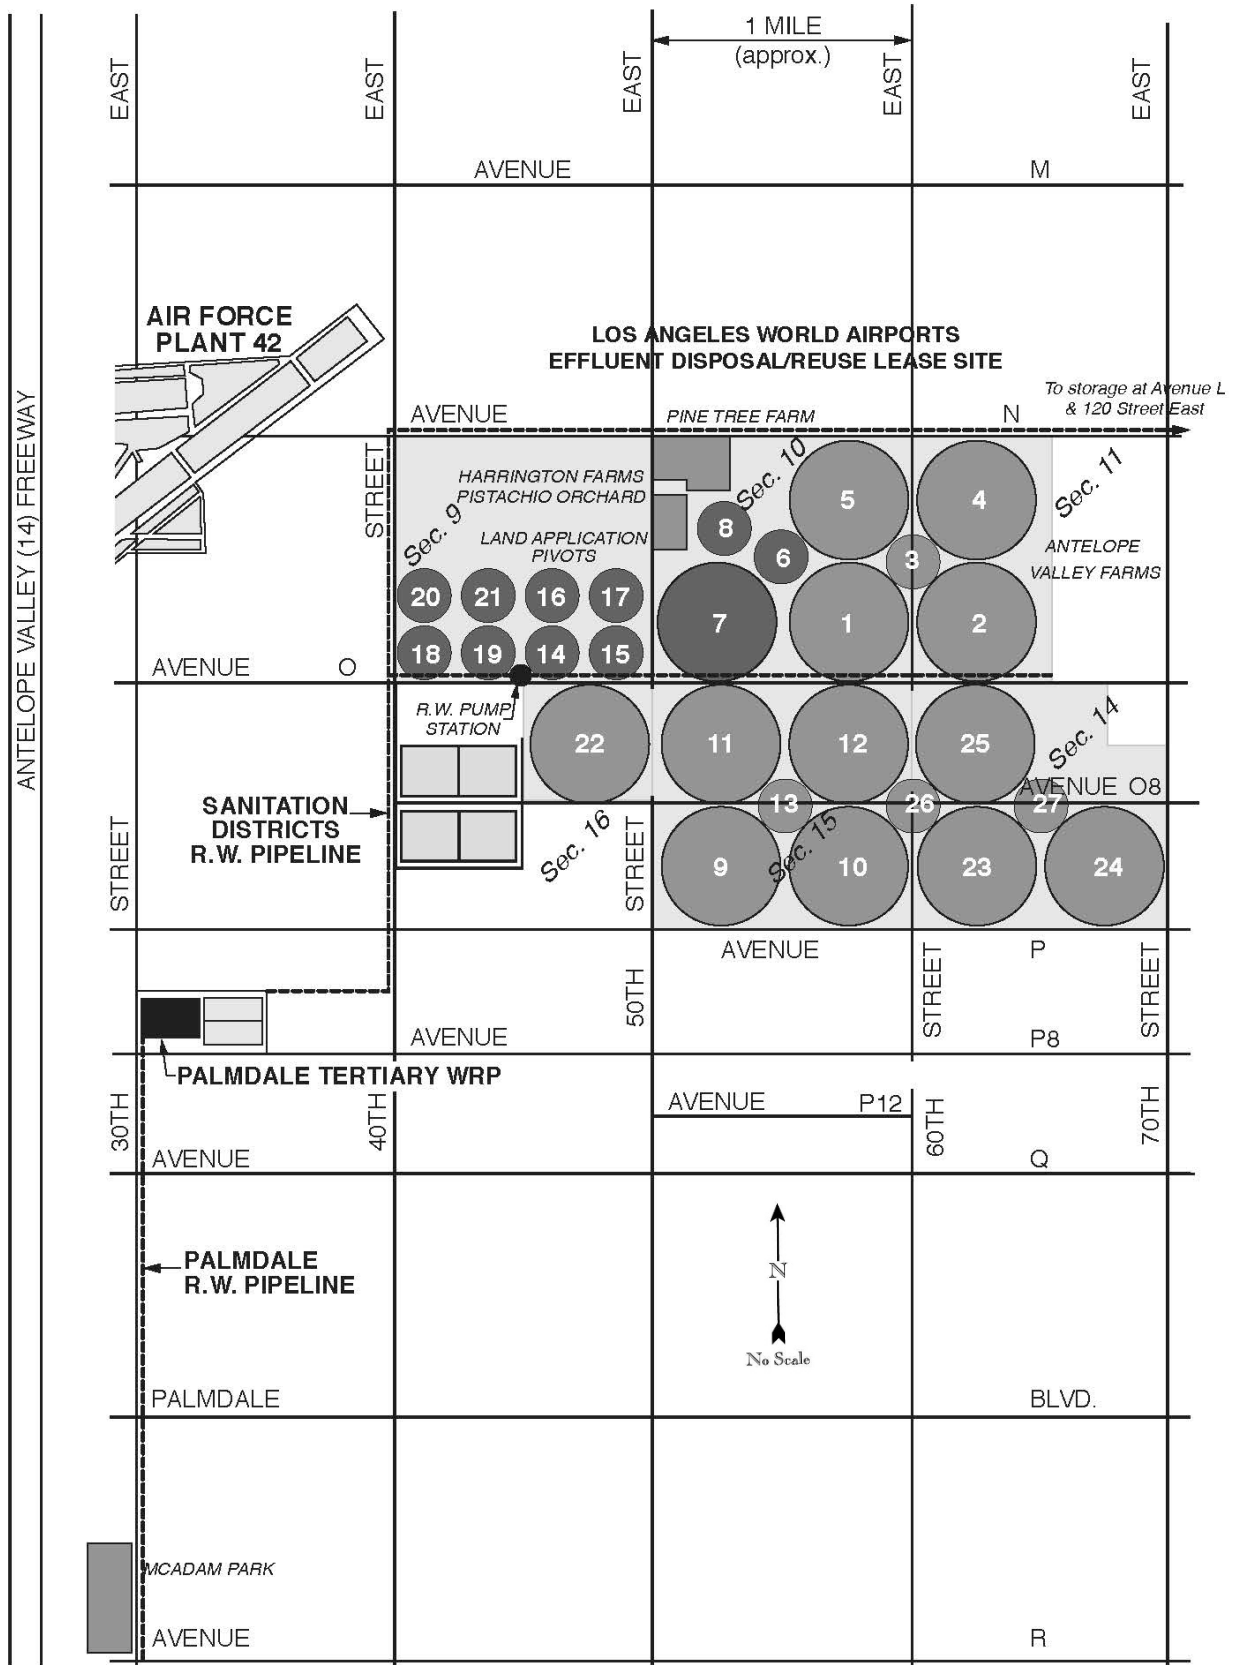 1 MILE
(approx.)
EAST
EAST
EAST
EAST
EAST
AVENUE M
AIR FORCE
PLANT 42
LOS ANGELES WORLD AIRPORTS
EFFLUENT DISPOSAL/REUSE LEASE SITE
To storage at Avenue L
& 120 Street East
AVENUE N
PINE TREE FARM
ANTELOPE VALLEY (14) FREEWAY
STREET
HARRINGTON FARMS
PISTACHIO ORCHARD
Sec. 9
Sec. 10
Sec. 11
LAND APPLICATION
PIVOTS
ANTELOPE
VALLEY FARMS
5
4
8
6
3
20
21
16
17
7
1
2
18
19
14
15
AVENUE O
R.W. PUMP
STATION
22
11
12
25
Sec. 14
AVENUE O8
13
26
27
SANITATION
DISTRICTS
R.W. PIPELINE
Sec. 16
Sec. 15
9
10
23
24
STREET
STREET
AVENUE P
STREET
STREET
50TH
AVENUE P8
PALMDALE TERTIARY WRP
30TH
40TH
AVENUE P12
60TH
70TH
AVENUE Q
N
No Scale
PALMDALE
R.W. PIPELINE
PALMDALE BLVD.
MCADAM PARK
AVENUE R